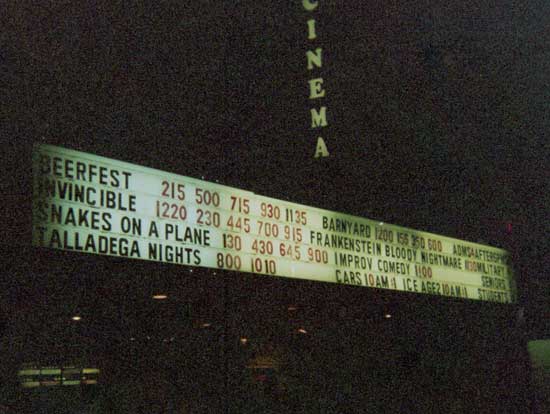 CINEMA
BEERFEST 215 500 715 930 1135
INVINCIBLE 1220 230 445 700 915
SNAKES ON A PLANE 130 430 645 900
TALLADEGA NIGHTS 800 1010
BARNYARD 1200 155 350 600
FRANKENSTEIN BLOODY NIGHTMARE 1130
IMPROV COMEDY 1100
CARS 10AM ICE AGE2 10AM
MILITARY
SENIORS
STUDENTS